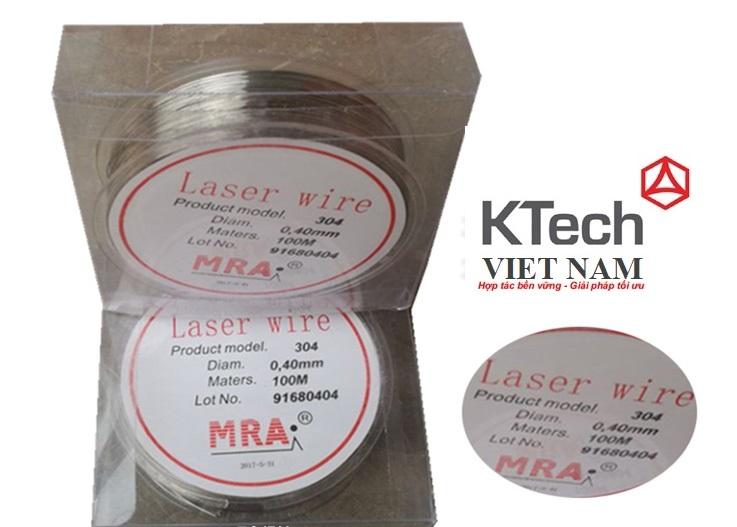 Laser wire
Product model. 304
Diam. 0,40mm
Maters. 100M
Lot No. 91680404
MRA ®
Laser wire
Product model. 304
Diam. 0,40mm
Maters. 100M
Lot No. 91680404
MRA ®
2017-5-31
KTech
VIET NAM
Hợp tác bền vững - Giải pháp tối ưu
Laser wire
Product model. 304
Diam. 0,40mm
Maters. 100M
Lot No. 91680404
MRA ®